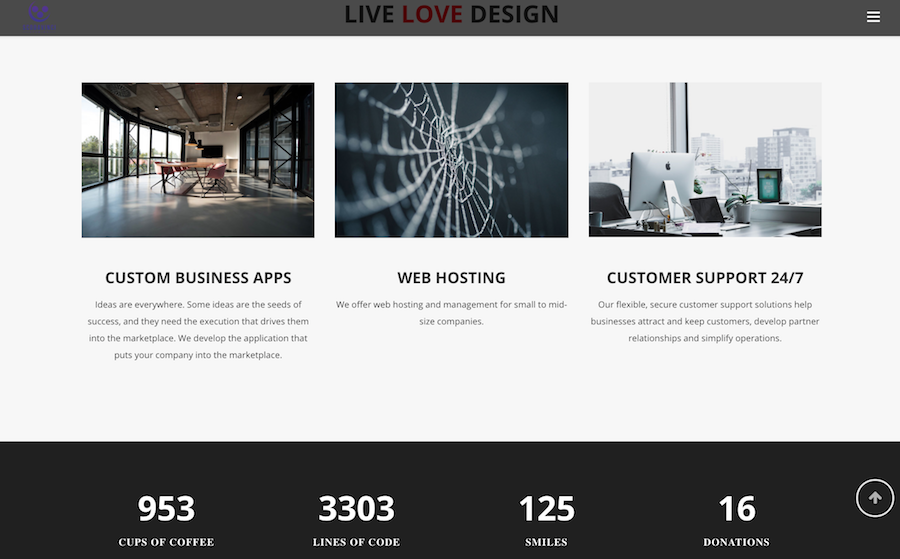 LIVE LOVE DESIGN
CUSTOM BUSINESS APPS
Ideas are everywhere. Some ideas are the seeds of
success, and they need the execution that drives them
into the marketplace. We develop the application that
puts your company into the marketplace.
WEB HOSTING
We offer web hosting and management for small to mid-
size companies.
CUSTOMER SUPPORT 24/7
Our flexible, secure customer support solutions help
businesses attract and keep customers, develop partner
relationships and simplify operations.
953
CUPS OF COFFEE
3303
LINES OF CODE
125
SMILES
16
DONATIONS